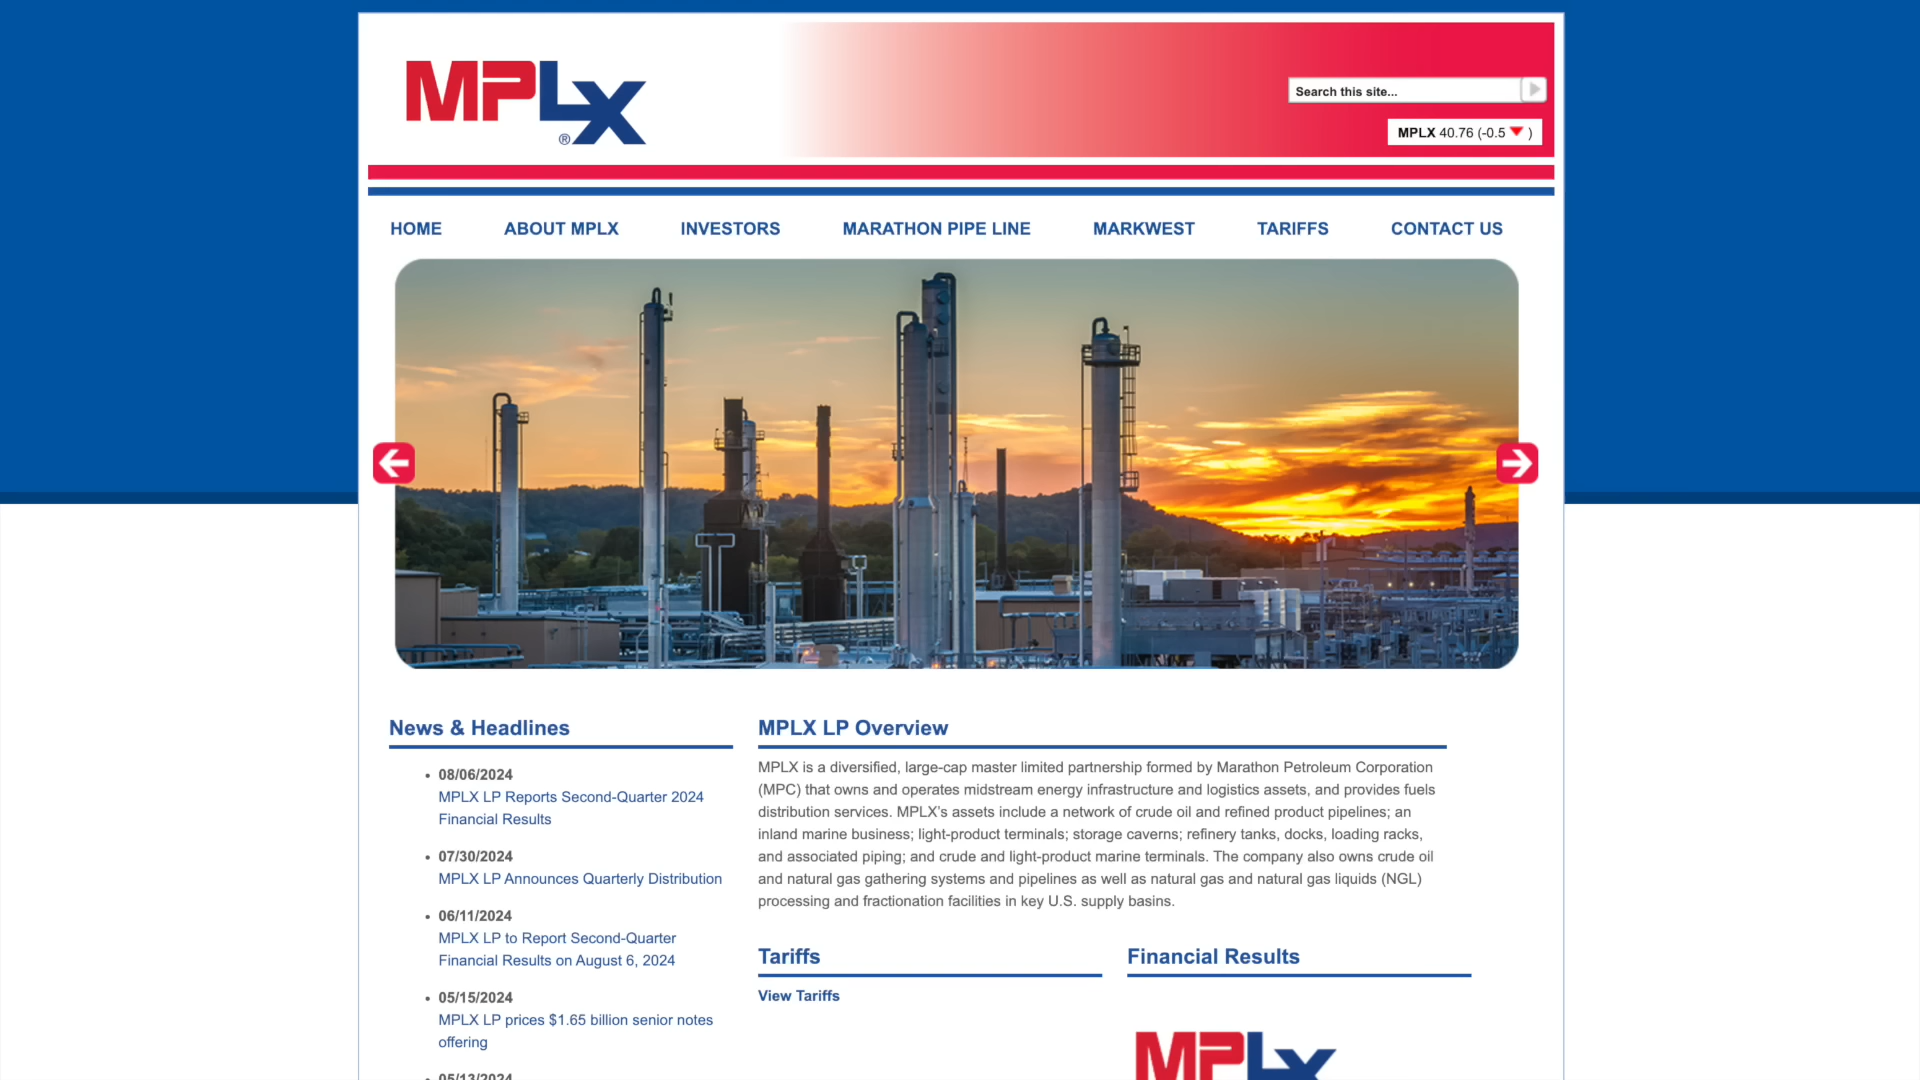 MPLX
®
Search this site...
MPLX 40.76 (-0.5 )
HOME ABOUT MPLX INVESTORS MARATHON PIPE LINE MARKWEST TARIFFS CONTACT US
News & Headlines
08/06/2024
MPLX LP Reports Second-Quarter 2024
Financial Results
07/30/2024
MPLX LP Announces Quarterly Distribution
06/11/2024
MPLX LP to Report Second-Quarter
Financial Results on August 6, 2024
05/15/2024
MPLX LP prices $1.65 billion senior notes
offering
05/13/2024
MPLX LP Overview
MPLX is a diversified, large-cap master limited partnership formed by Marathon Petroleum Corporation
(MPC) that owns and operates midstream energy infrastructure and logistics assets, and provides fuels
distribution services. MPLX's assets include a network of crude oil and refined product pipelines; an
inland marine business; light-product terminals; storage caverns; refinery tanks, docks, loading racks,
and associated piping; and crude and light-product marine terminals. The company also owns crude oil
and natural gas gathering systems and pipelines as well as natural gas and natural gas liquids (NGL)
processing and fractionation facilities in key U.S. supply basins.
Tariffs
View Tariffs
Financial Results
MPLX